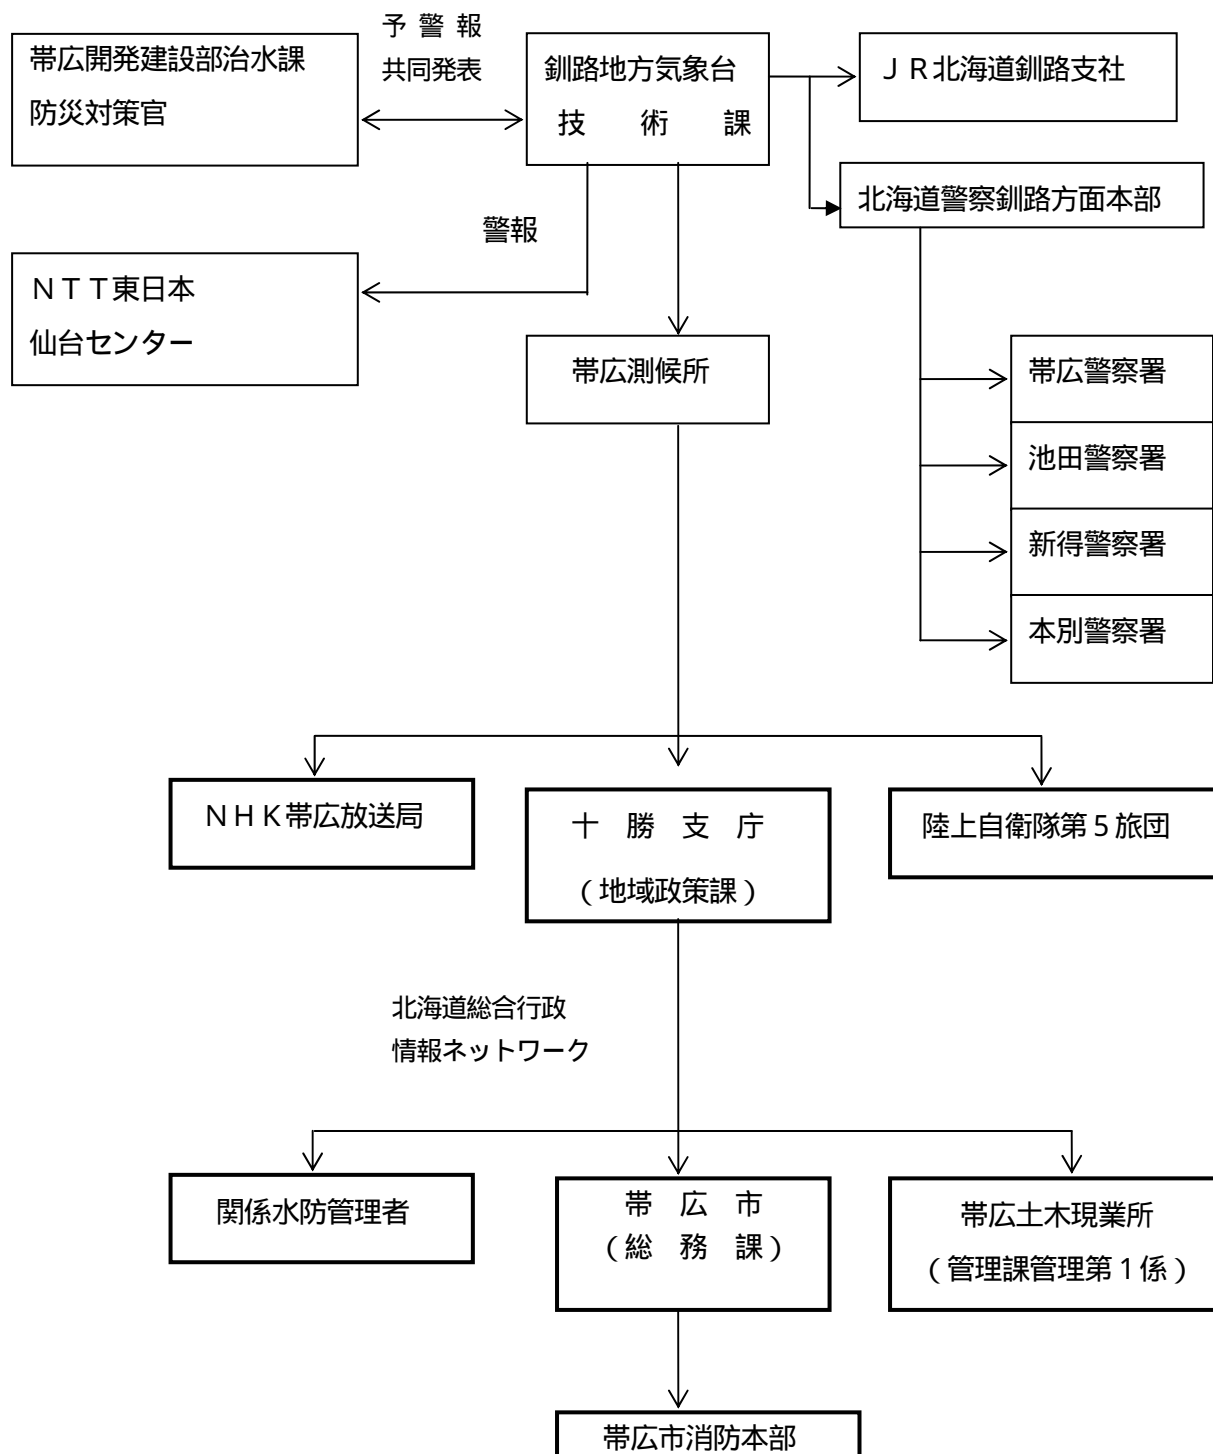 予 警 報
共同発表
帯広開発建設部治水課
防災対策官
釧路地方気象台
技　術　課
ＪＲ北海道釧路支社
北海道警察釧路方面本部
警報
ＮＴＴ東日本
仙台センター
帯広測候所
帯広警察署
池田警察署
新得警察署
本別警察署
ＮＨＫ帯広放送局
十　勝　支　庁
（地域政策課）
陸上自衛隊第５旅団
北海道総合行政
情報ネットワーク
関係水防管理者
帯　広　市
（総　務　課）
帯広土木現業所
（管理課管理第１係）
帯広市消防本部